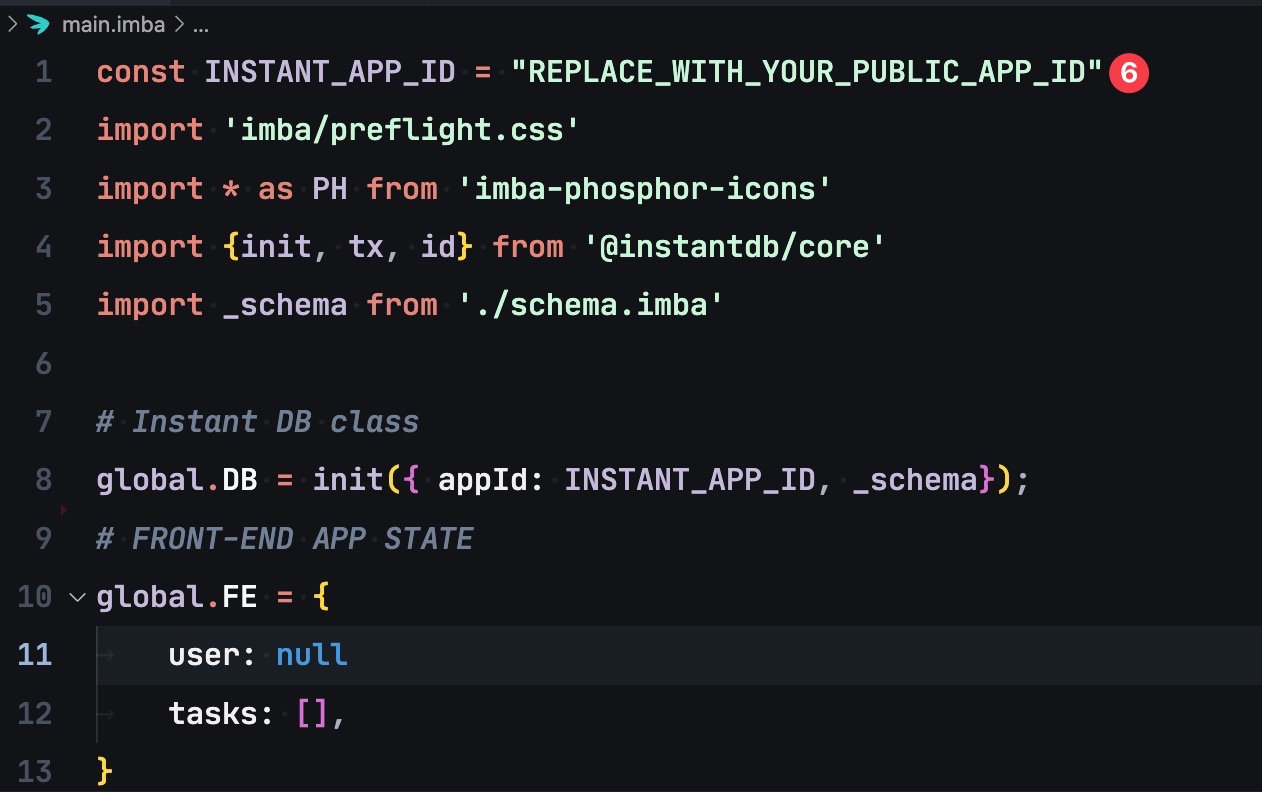 main.imba > ...
1 const INSTANT_APP_ID = "REPLACE_WITH_YOUR_PUBLIC_APP_ID" 6
2 import 'imba/preflight.css'
3 import * as PH from 'imba-phosphor-icons'
4 import {init, tx, id} from '@instantdb/core'
5 import _schema from './schema.imba'
6
7 # Instant DB class
8 global.DB = init({ appId: INSTANT_APP_ID, _schema});
9 # FRONT-END APP STATE
10 global.FE = {
11 user: null
12 tasks: [],
13 }